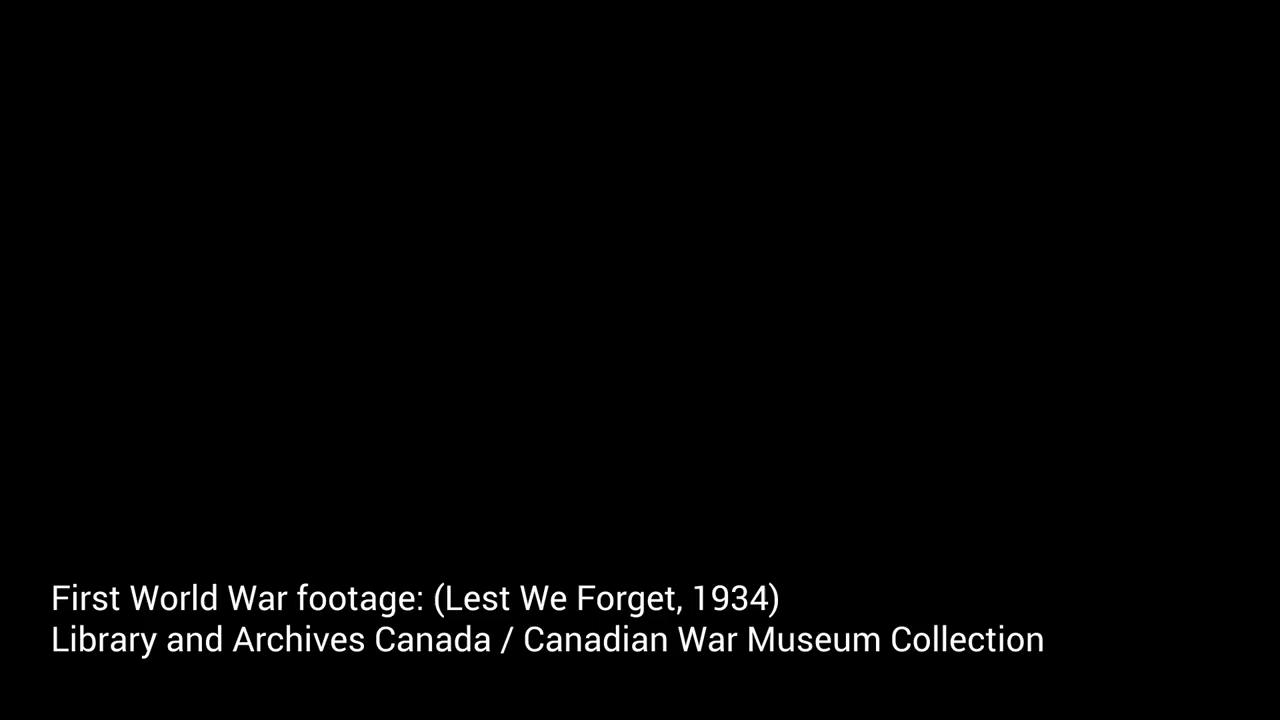 First World War footage: (Lest We Forget, 1934)
Library and Archives Canada / Canadian War Museum Collection